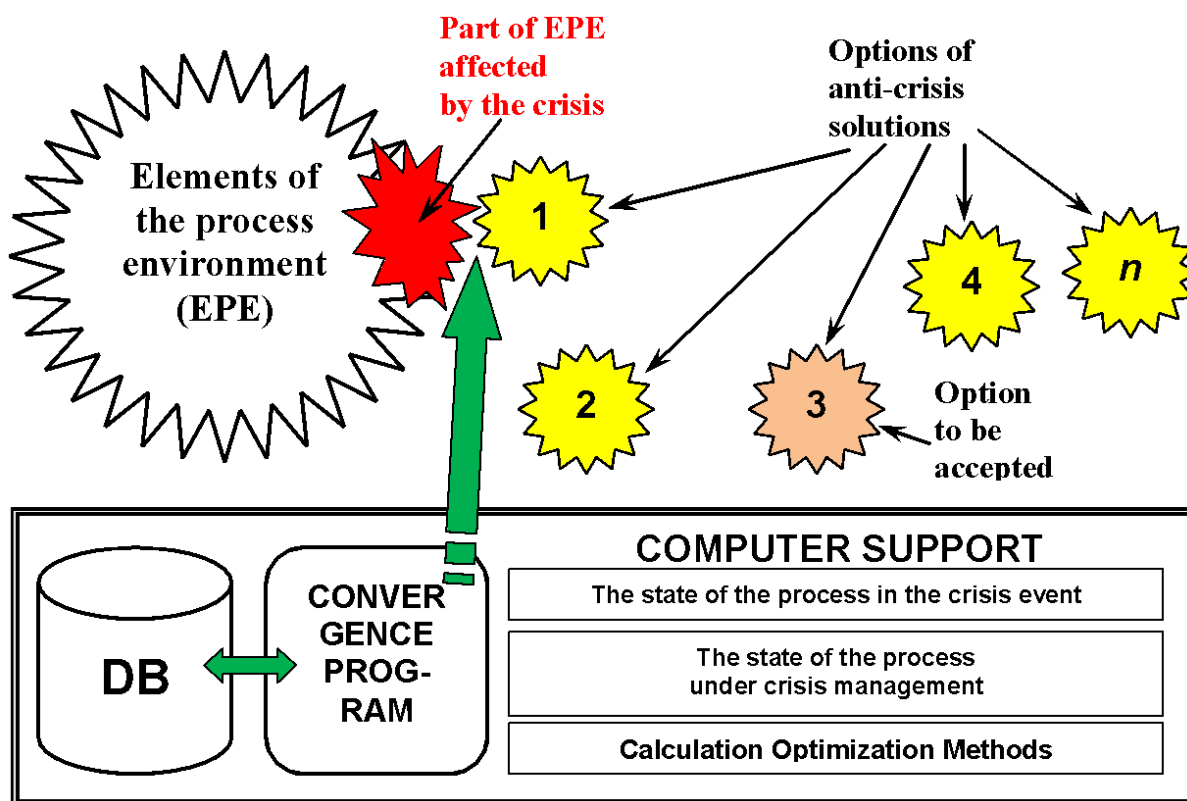 Part of EPE
affected
by the crisis
Options of
anti-crisis
solutions
Elements of
the process
environment
(EPE)
1
2
3
4
n
Option
to be
accepted
COMPUTER SUPPORT
DB
CONVER
GENCE
PROG-
RAM
The state of the process in the crisis event
The state of the process
under crisis management
Calculation Optimization Methods